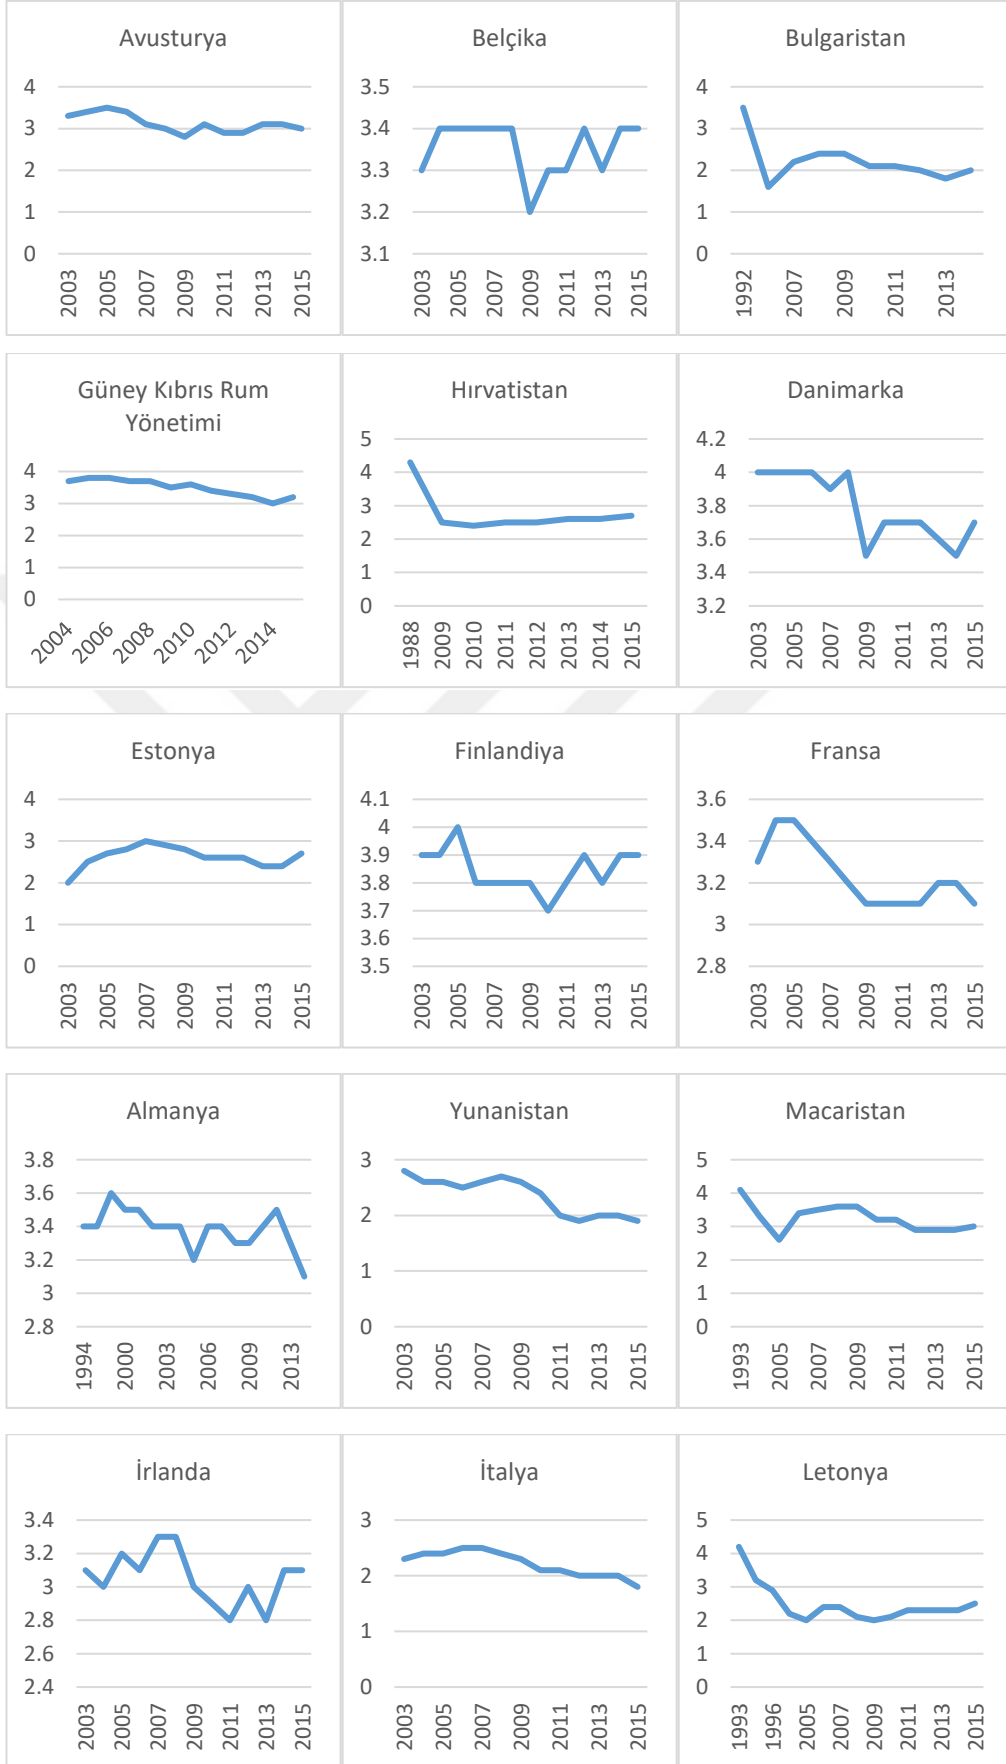 Avusturya
4
3
2
1
0
2003 2005 2007 2009 2011 2013 2015
Belçika
3.5
3.4
3.3
3.2
3.1
2003 2005 2007 2009 2011 2013 2015
Bulgaristan
4
3
2
1
0
1992 2007 2009 2011 2013
Güney Kıbrıs Rum
Yönetimi
4
3
2
1
0
2004 2006 2008 2010 2012 2014
Hırvatistan
5
4
3
2
1
0
1988 2009 2010 2011 2012 2013 2014 2015
Danimarka
4.2
4
3.8
3.6
3.4
3.2
2003 2005 2007 2009 2011 2013 2015
Estonya
4
3
2
1
0
2003 2005 2007 2009 2011 2013 2015
Finlandiya
4.1
4
3.9
3.8
3.7
3.6
3.5
2003 2005 2007 2009 2011 2013 2015
Fransa
3.6
3.4
3.2
3
2.8
2003 2005 2007 2009 2011 2013 2015
Almanya
3.8
3.6
3.4
3.2
3
2.8
1994 2000 2003 2006 2009 2013
Yunanistan
3
2
1
0
2003 2005 2007 2009 2011 2013 2015
Macaristan
5
4
3
2
1
0
1993 2005 2007 2009 2011 2013 2015
İrlanda
3.4
3.2
3
2.8
2.6
2.4
2003 2005 2007 2009 2011 2013 2015
İtalya
3
2
1
0
2003 2005 2007 2009 2011 2013 2015
Letonya
5
4
3
2
1
0
1993 1996 2005 2007 2009 2011 2013 2015